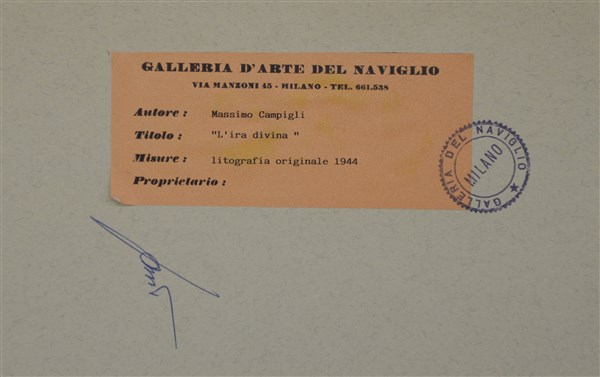 GALLERIA D'ARTE DEL NAVIGLIO
VIA MANZONI 45 - MILANO - TEL. 661.538
Autore : Massimo Campigli
Titolo : "L'ira divina "
Misure : litografia originale 1944
Proprietario :
GALLERIA DEL NAVIGLIO
MILANO